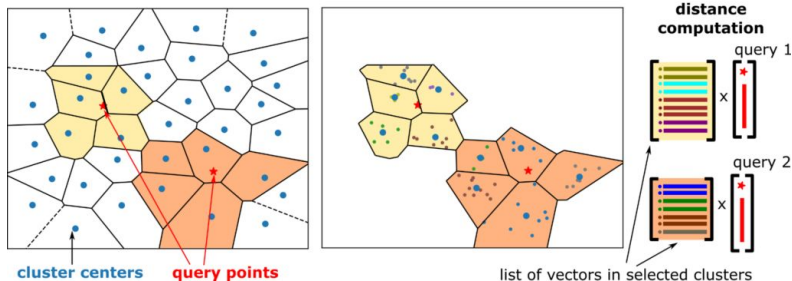 distance
computation
query 1
x
query 2
x
cluster centers
query points
list of vectors in selected clusters